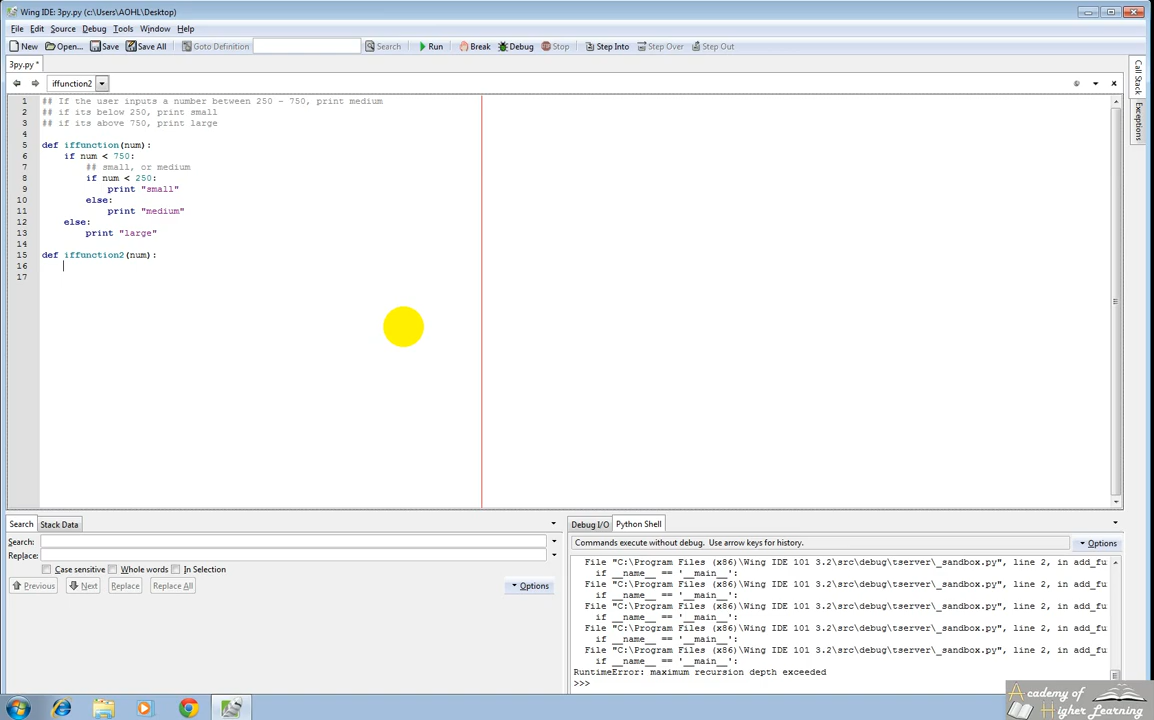 Wing IDE: 3py.py (c:\Users\AOHL\Desktop)
File Edit Source Debug Tools Window Help
New Open... Save Save All Goto Definition Search Run Break Debug Stop Step Into Step Over Step Out
3py.py *
iffunction2
1 ## If the user inputs a number between 250 - 750, print medium
2 ## if its below 250, print small
3 ## if its above 750, print large
4
5 def iffunction(num):
6 if num < 750:
7 ## small, or medium
8 if num < 250:
9 print "small"
10 else:
11 print "medium"
12 else:
13 print "large"
14
15 def iffunction2(num):
16
17
Call Stack
Exceptions
Search Stack Data
Search:
Replace:
Case sensitive Whole words In Selection
Previous Next Replace Replace All Options
Debug I/O Python Shell
Commands execute without debug. Use arrow keys for history. Options
File "C:\Program Files (x86)\Wing IDE 101 3.2\src\debug\tserver\_sandbox.py", line 2, in add_fu
if __name__ == '__main__':
File "C:\Program Files (x86)\Wing IDE 101 3.2\src\debug\tserver\_sandbox.py", line 2, in add_fu
if __name__ == '__main__':
File "C:\Program Files (x86)\Wing IDE 101 3.2\src\debug\tserver\_sandbox.py", line 2, in add_fu
if __name__ == '__main__':
File "C:\Program Files (x86)\Wing IDE 101 3.2\src\debug\tserver\_sandbox.py", line 2, in add_fu
if __name__ == '__main__':
File "C:\Program Files (x86)\Wing IDE 101 3.2\src\debug\tserver\_sandbox.py", line 2, in add_fu
if __name__ == '__main__':
RuntimeError: maximum recursion depth exceeded
>>>
Academy of
Higher Learning